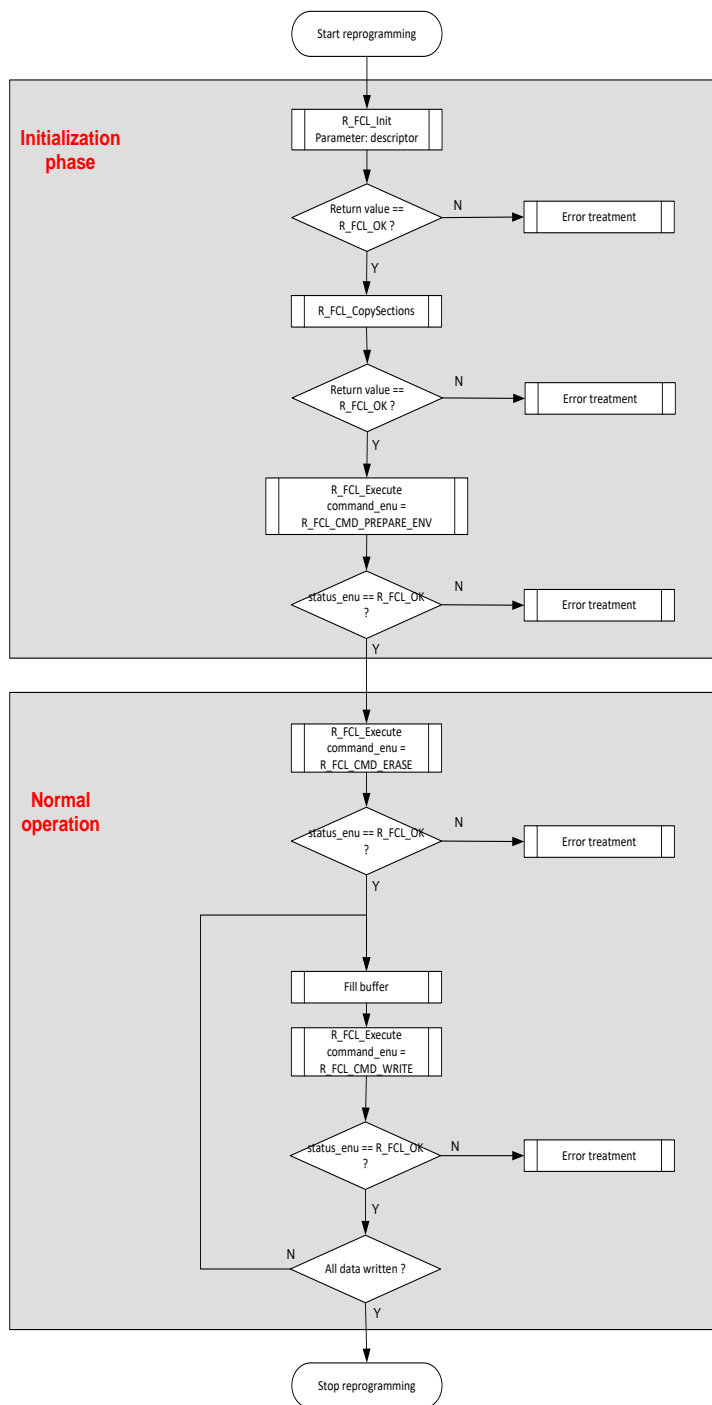 Start reprogramming
Initialization
phase
R_FCL_Init
Parameter: descriptor
Return value ==
R_FCL_OK ?
N
Error treatment
Y
R_FCL_CopySections
Return value ==
R_FCL_OK ?
N
Error treatment
Y
R_FCL_Execute
command_enu =
R_FCL_CMD_PREPARE_ENV
status_enu == R_FCL_OK
?
N
Error treatment
Y
Normal
operation
R_FCL_Execute
command_enu =
R_FCL_CMD_ERASE
status_enu == R_FCL_OK
?
N
Error treatment
Y
Fill buffer
R_FCL_Execute
command_enu =
R_FCL_CMD_WRITE
status_enu == R_FCL_OK
?
N
Error treatment
Y
N
All data written ?
Y
Stop reprogramming